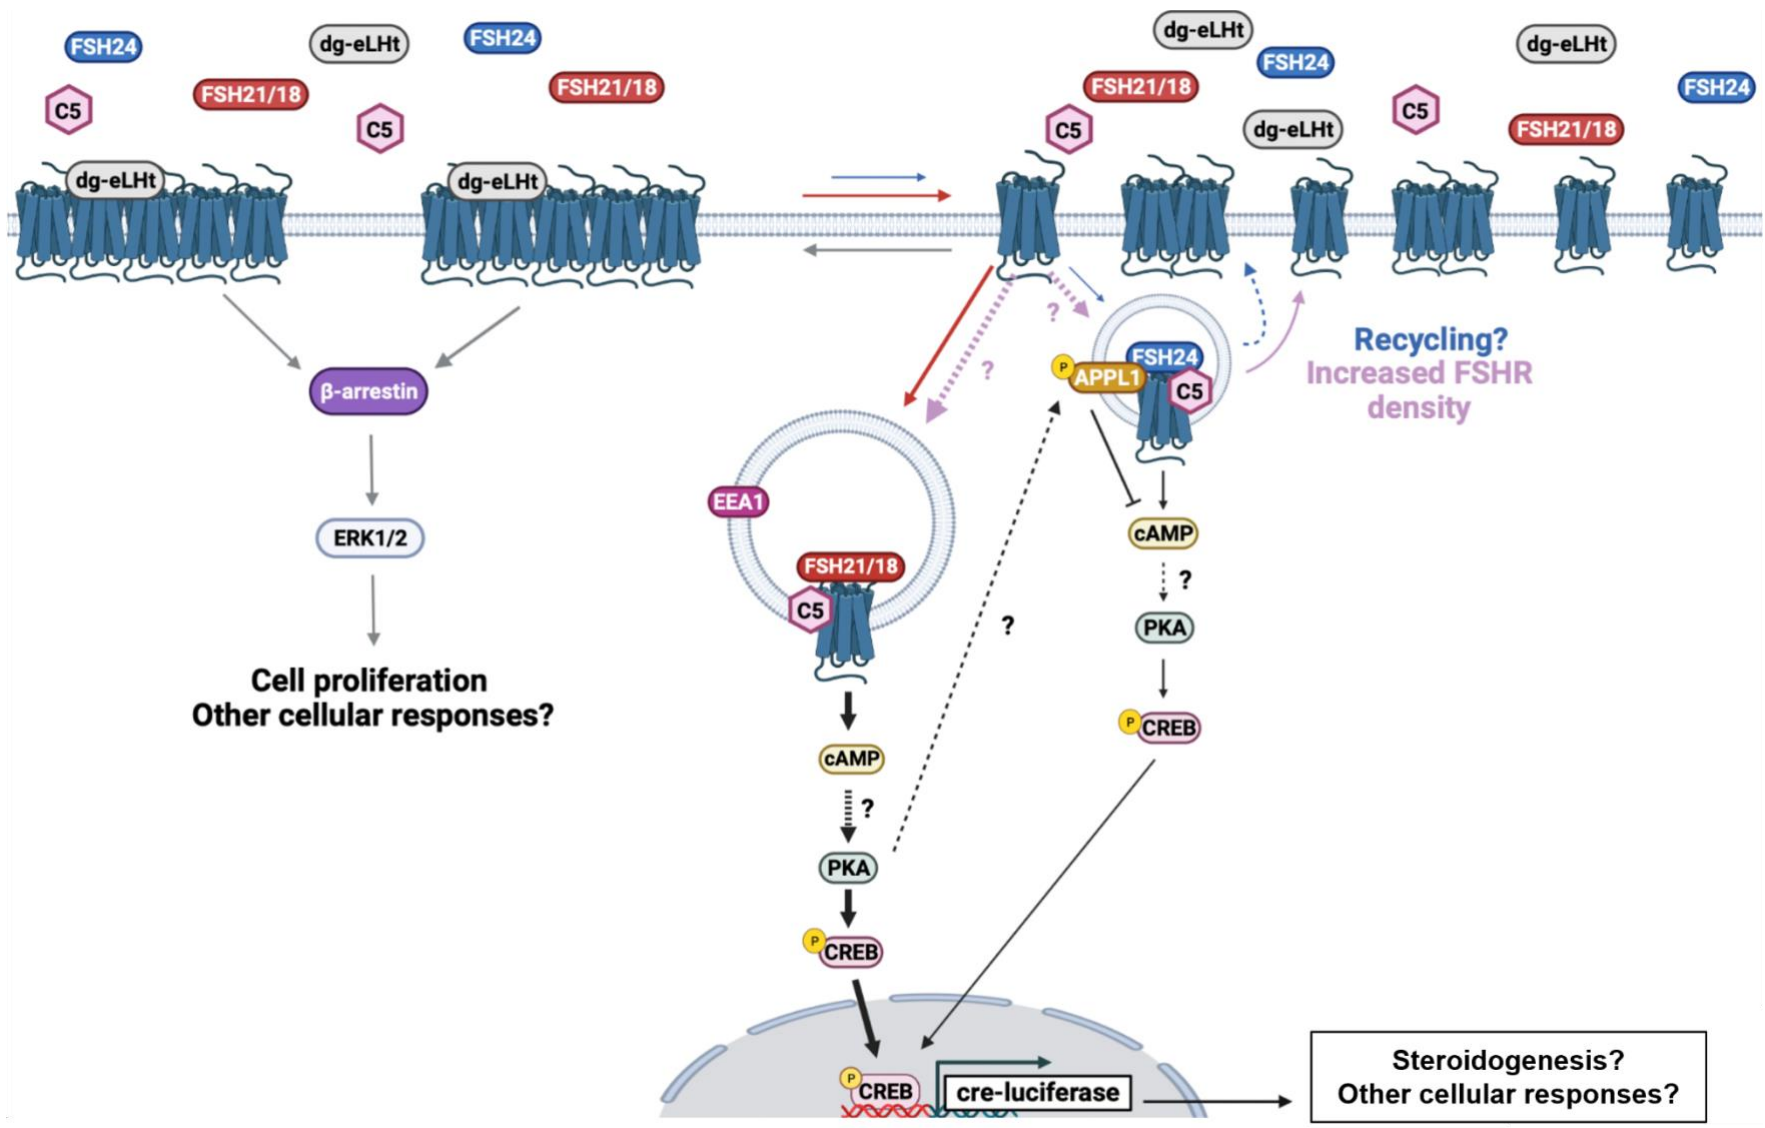 FSH24
dg-eLHt
FSH24
C5
FSH21/18
C5
FSH21/18
dg-eLHt
dg-eLHt
dg-eLHt
FSH24
dg-eLHt
FSH24
FSH21/18
C5
dg-eLHt
C5
FSH21/18
β-arrestin
ERK1/2
Cell proliferation
Other cellular responses?
?
?
P
APPL1
FSH24
C5
Recycling?
Increased FSHR
density
EEA1
FSH21/18
C5
cAMP
?
PKA
P
CREB
?
cAMP
?
PKA
P
CREB
P
CREB
cre-luciferase
Steroidogenesis?
Other cellular responses?